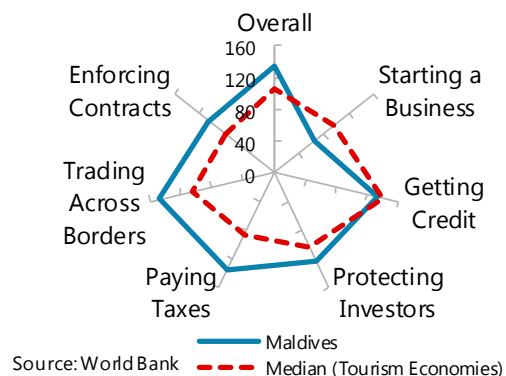 Overall
160
120
80
40
0
Starting a
Business
Getting
Credit
Protecting
Investors
Paying
Taxes
Trading
Across
Borders
Enforcing
Contracts
Maldives
Median (Tourism Economies)
Source: World Bank